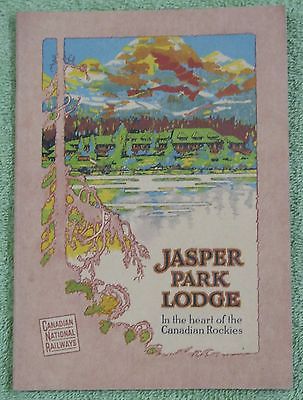 JASPER
PARK
LODGE
In the heart of the
Canadian Rockies
CANADIAN
NATIONAL
RAILWAYS